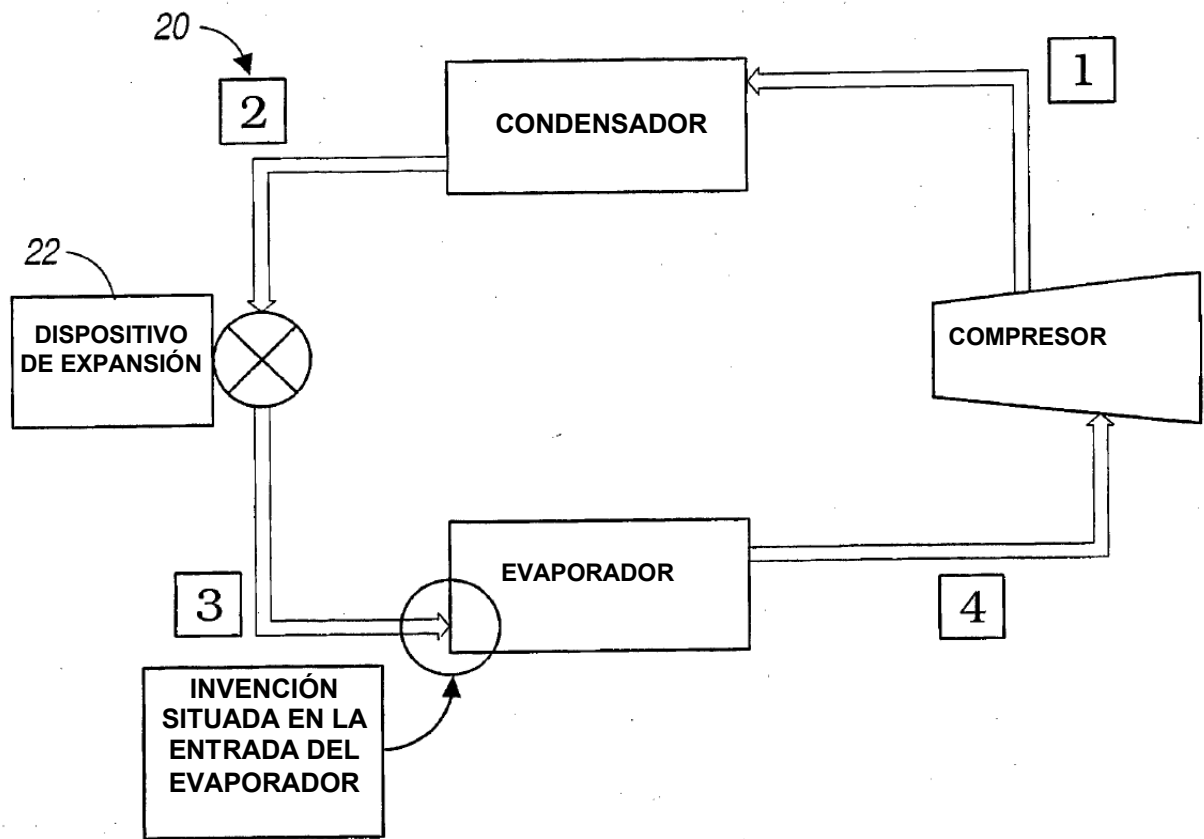 20
2
CONDENSADOR
1
22
DISPOSITIVO
DE EXPANSIÓN
COMPRESOR
EVAPORADOR
3
4
INVENCIÓN
SITUADA EN LA
ENTRADA DEL
EVAPORADOR